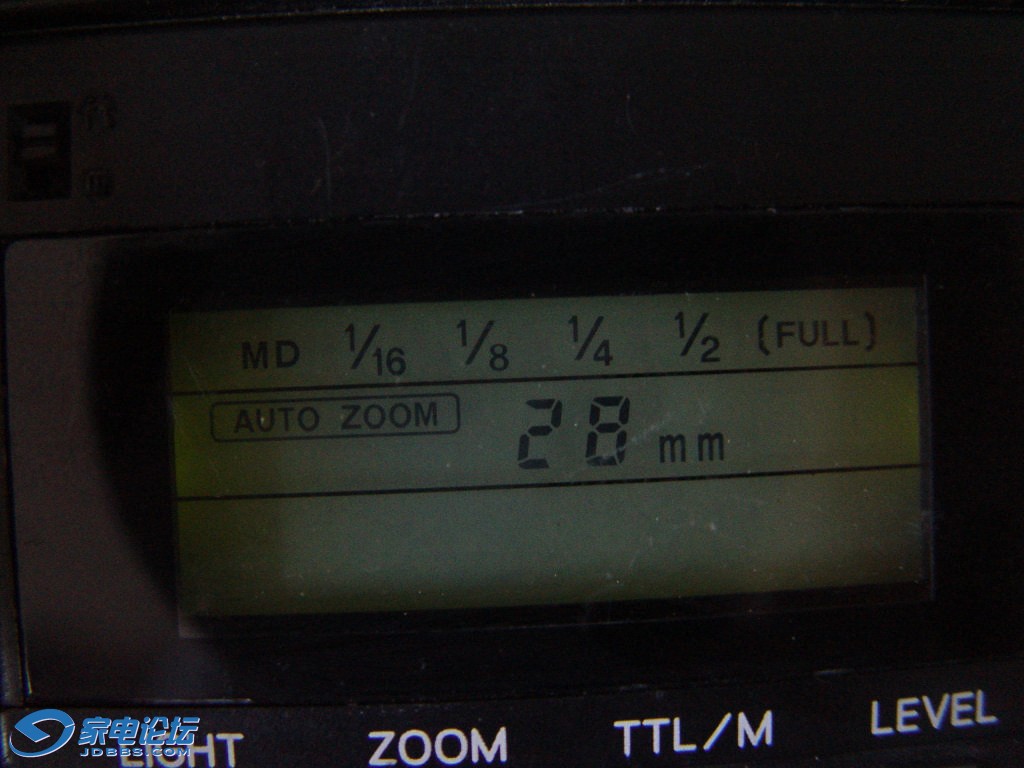 MD 1/16 1/8 1/4 1/2 (FULL)
AUTO ZOOM 28 mm
LIGHT ZOOM TTL/M LEVEL
家电论坛
JDBBS.COM